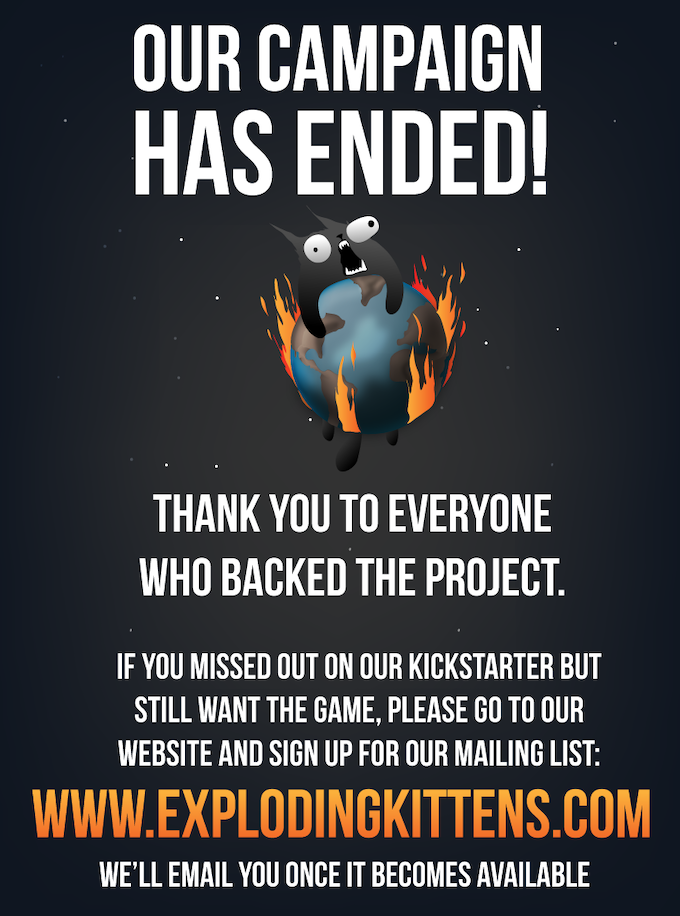 OUR CAMPAIGN
HAS ENDED!
THANK YOU TO EVERYONE
WHO BACKED THE PROJECT.
IF YOU MISSED OUT ON OUR KICKSTARTER BUT
STILL WANT THE GAME, PLEASE GO TO OUR
WEBSITE AND SIGN UP FOR OUR MAILING LIST:
WWW.EXPLODINGKITTENS.COM
WE'LL EMAIL YOU ONCE IT BECOMES AVAILABLE